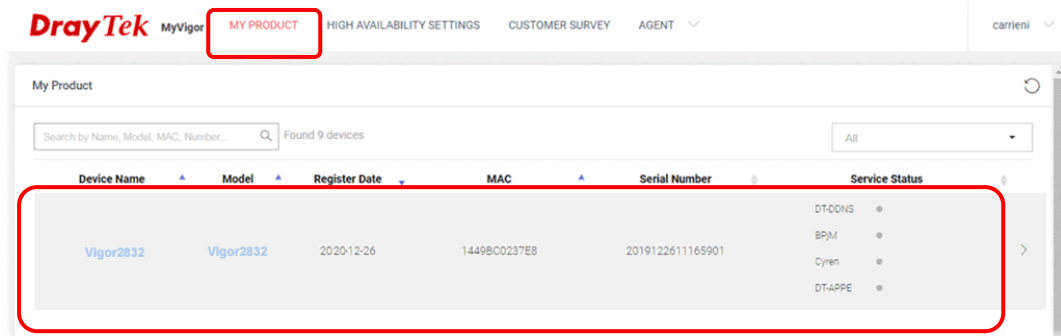 DrayTek MyVigor MY PRODUCT HIGH AVAILABILITY SETTINGS CUSTOMER SURVEY AGENT carrieni
My Product
Search by Name, Model, MAC, Number... Found 9 devices All
Device Name Model Register Date MAC Serial Number Service Status
DT-DDNS
BPjM
Vigor2832 Vigor2832 2020-12-26 1449BC0237E8 2019122611165901
Cyren
DT-APPE